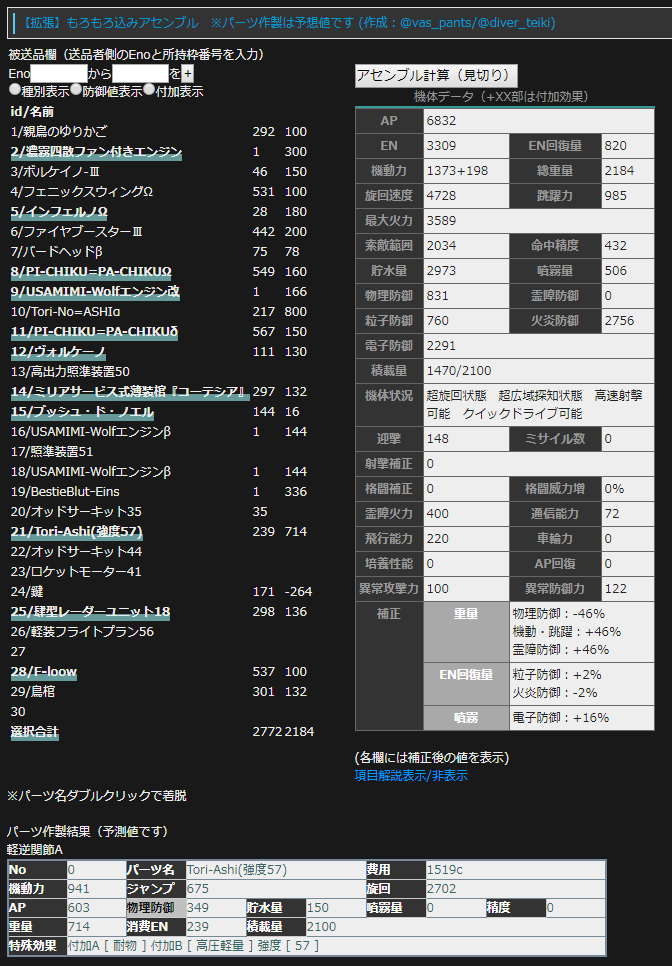 【拡張】もろもろ込みアセンブル　※パーツ作製は予想値です (作成：@vas_pants/@diver_teiki)
被送品欄（送品者側のEnoと所持枠番号を入力）
Eno から を +
種別表示 防御値表示 付加表示
id/名前
1/親鳥のゆりかご 292 100
2/濃霧四散ファン付きエンジン 1 300
3/ボルケイノ-Ⅲ 46 150
4/フェニックスウィングΩ 531 100
5/インフェルノΩ 28 180
6/ファイヤブースターⅢ 442 200
7/バードヘッドβ 75 78
8/PI-CHIKU=PA-CHIKUΩ 549 160
9/USAMIMI-Wolfエンジン改 1 166
10/Tori-No=ASHIα 217 800
11/PI-CHIKU=PA-CHIKUδ 567 150
12/ヴォルケーノ 111 130
13/高出力照準装置50
14/ミリアサービス式薄装棺『コーテシア』 297 132
15/ブッシュ・ド・ノエル 144 16
16/USAMIMI-Wolfエンジンβ 1 144
17/照準装置51
18/USAMIMI-Wolfエンジンβ 1 144
19/BestieBlut-Eins 1 336
20/オッドサーキット35 35
21/Tori-Ashi(強度57) 239 714
22/オッドサーキット44
23/ロケットモーター41
24/鍵 171 -264
25/肆型レーダーユニット18 298 136
26/軽装フライトプラン56
27
28/F-loow 537 100
29/鳥棺 301 132
30
選択合計 2772 2184
※パーツ名ダブルクリックで着脱
アセンブル計算（見切り）
機体データ（+XX部は付加効果）
AP 6832
EN 3309 EN回復量 820
機動力 1373+198 総重量 2184
旋回速度 4728 跳躍力 985
最大火力 3589
索敵範囲 2034 命中精度 432
貯水量 2973 噴霧量 506
物理防御 831 霊障防御 0
粒子防御 760 火炎防御 2756
電子防御 2291
積載量 1470/2100
機体状況 超旋回状態　超広域探知状態　高速射撃
可能　クイックドライブ可能
迎撃 148 ミサイル数 0
射撃補正 0
格闘補正 0 格闘威力増 0%
霊障火力 400 通信能力 72
飛行能力 220 車輪力 0
培養性能 0 AP回復 0
異常攻撃力 100 異常防御力 122
補正 重量 物理防御：-46%
機動・跳躍：+46%
霊障防御：+46%
EN回復量 粒子防御：+2%
火炎防御：-2%
噴霧 電子防御：+16%
(各欄には補正後の値を表示)
項目解説表示/非表示
パーツ作製結果（予測値です）
軽逆関節A
No 0 パーツ名 Tori-Ashi(強度57) 費用 1519c
機動力 941 ジャンプ 675 旋回 2702
AP 603 物理防御 349 貯水量 150 噴霧量 0 精度 0
重量 714 消費EN 239 積載量 2100
特殊効果 付加A [ 耐物 ] 付加B [ 高圧軽量 ] 強度 [ 57 ]